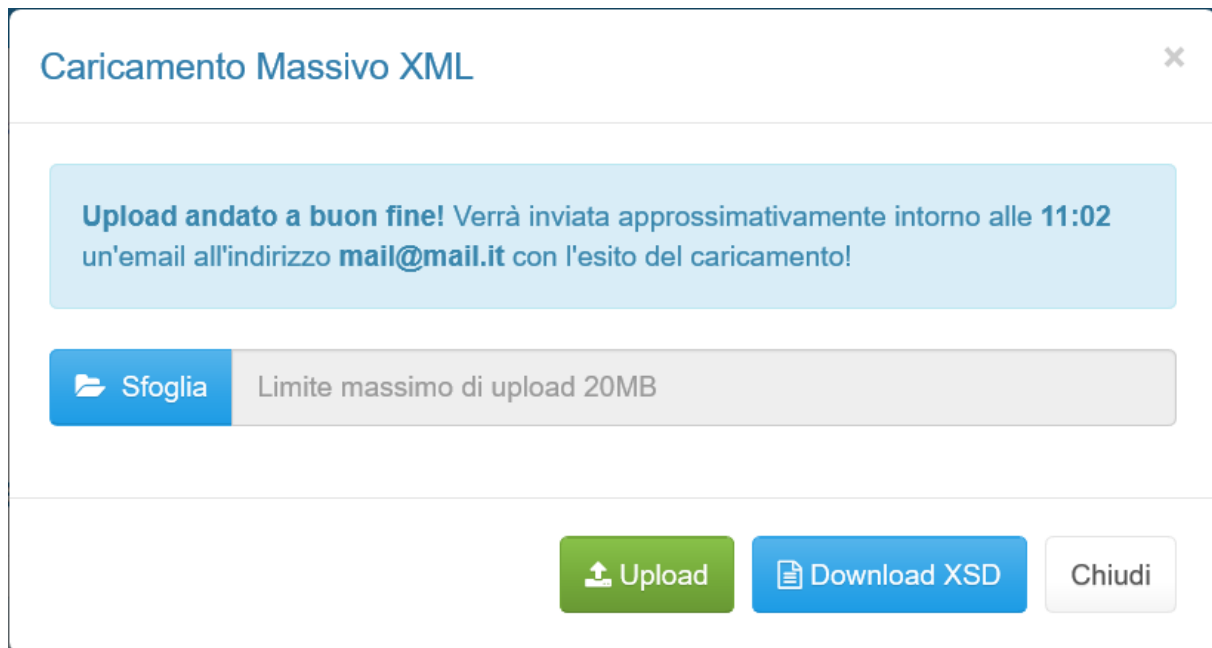 Caricamento Massivo XML
×
Upload andato a buon fine! Verrà inviata approssimativamente intorno alle 11:02
un'email all'indirizzo mail@mail.it con l'esito del caricamento!
Sfoglia Limite massimo di upload 20MB
Upload Download XSD Chiudi